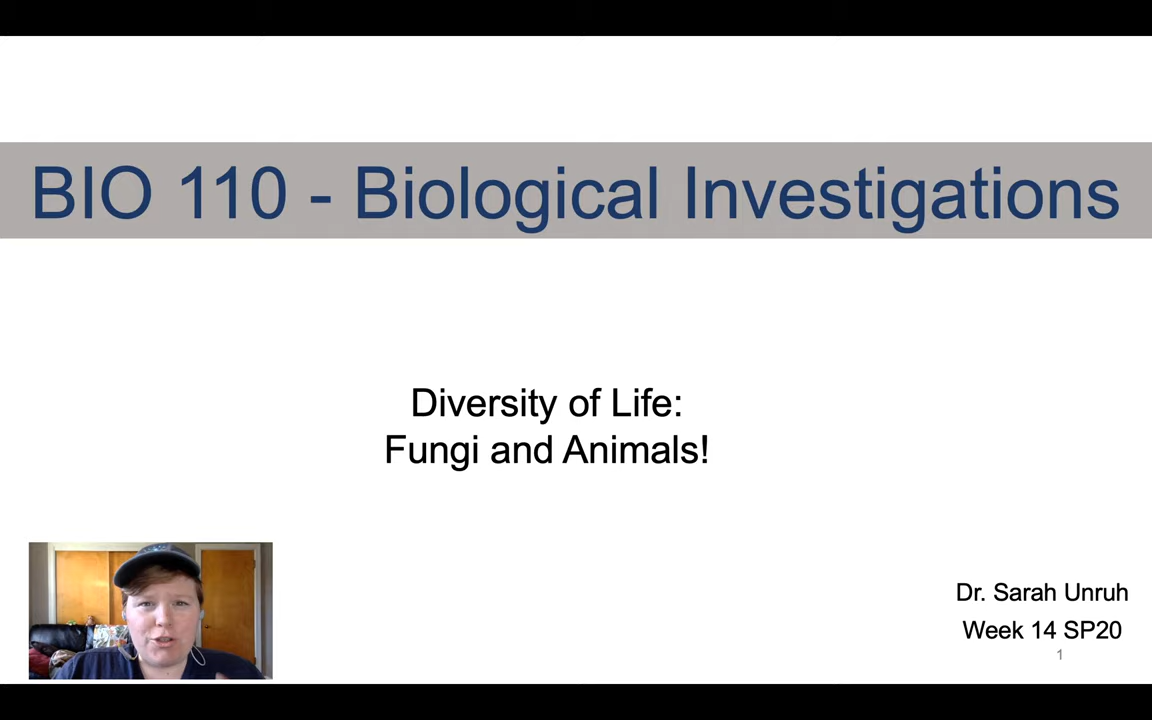 BIO 110 - Biological Investigations
Diversity of Life:
Fungi and Animals!
Dr. Sarah Unruh
Week 14 SP20
1